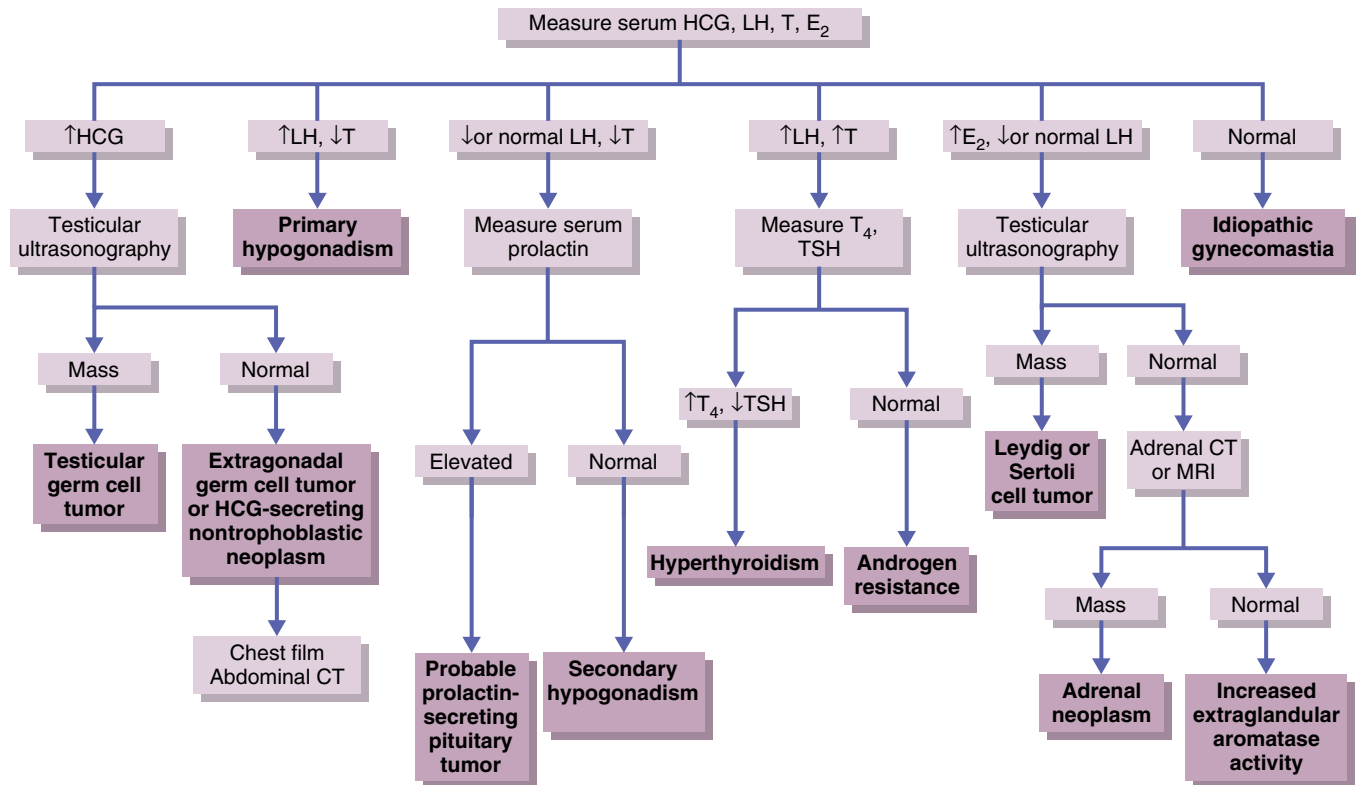 Measure serum HCG, LH, T, E₂
↑HCG
↑LH, ↓T
↓or normal LH, ↓T
↑LH, ↑T
↑E₂, ↓or normal LH
Normal
Testicular
ultrasonography
Primary
hypogonadism
Measure serum
prolactin
Measure T₄,
TSH
Testicular
ultrasonography
Idiopathic
gynecomastia
Mass
Normal
↑T₄, ↓TSH
Normal
Mass
Normal
Testicular
germ cell
tumor
Extragonadal
germ cell tumor
or HCG-secreting
nontrophoblastic
neoplasm
Elevated
Normal
Leydig or
Sertoli
cell tumor
Adrenal CT
or MRI
Hyperthyroidism
Androgen
resistance
Mass
Normal
Chest film
Abdominal CT
Probable
prolactin-
secreting
pituitary
tumor
Secondary
hypogonadism
Adrenal
neoplasm
Increased
extraglandular
aromatase
activity